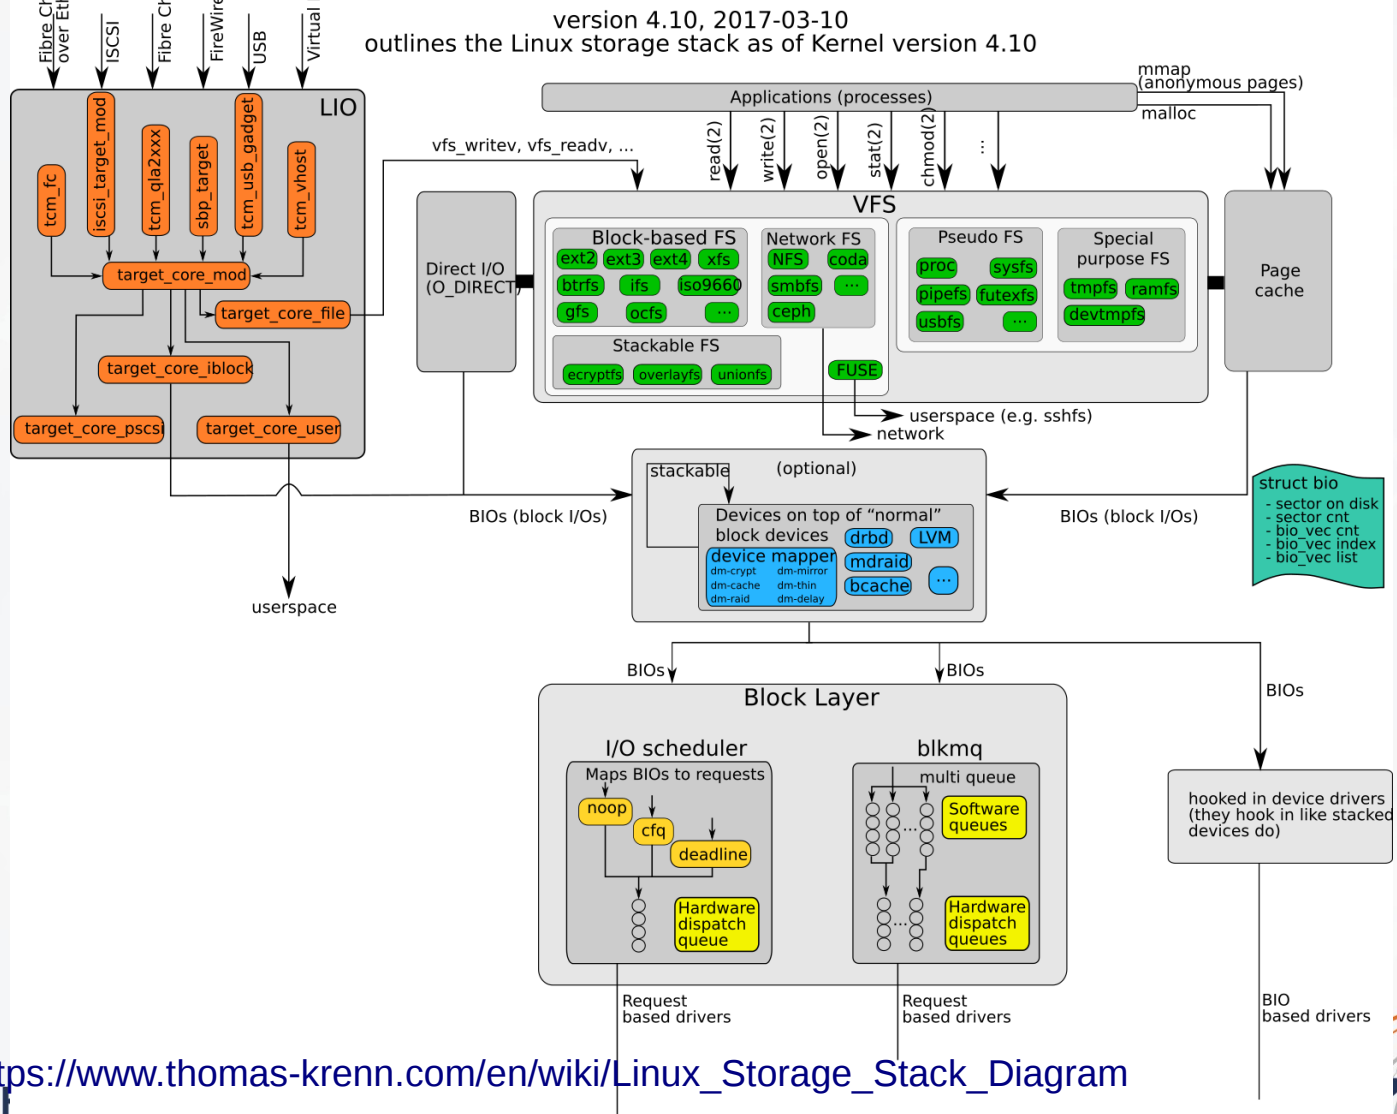 version 4.10, 2017-03-10
outlines the Linux storage stack as of Kernel version 4.10
over
ISCSI
Fibre
USB
Virtual
LIO
tcm_fc
iscsi_target_mod
tcm_qla2xxx
sbp_target
tcm_usb_gadget
tcm_vhost
target_core_mod
target_core_file
target_core_iblock
target_core_pscsi
target_core_user
userspace
vfs_writev, vfs_readv, ...
Applications (processes)
mmap
(anonymous pages)
malloc
read(2)
write(2)
open(2)
stat(2)
chmod(2)
...
Direct I/O
(O_DIRECT)
VFS
Block-based FS
ext2 ext3 ext4 xfs
btrfs ifs iso9660
gfs ocfs ...
Network FS
NFS coda
smbfs ...
ceph
Pseudo FS
proc sysfs
pipefs futexfs
usbfs ...
Special
purpose FS
tmpfs ramfs
devtmpfs
Stackable FS
ecryptfs overlayfs unionfs
FUSE
userspace (e.g. sshfs)
network
Page
cache
BIOs (block I/Os)
stackable
(optional)
Devices on top of “normal”
block devices
drbd LVM
device mapper
dm-crypt dm-mirror
dm-cache dm-thin
dm-raid dm-delay
mdraid
bcache
...
BIOs (block I/Os)
struct bio
- sector on disk
- sector cnt
- bio_vec cnt
- bio_vec index
- bio_vec list
BIOs
BIOs
BIOs
Block Layer
I/O scheduler
Maps BIOs to requests
noop
cfq
deadline
Hardware
dispatch
queue
blkmq
multi queue
Software
queues
...
Hardware
dispatch
queues
...
hooked in device drivers
(they hook in like stacked
devices do)
Request
based drivers
Request
based drivers
BIO
based drivers
tps://www.thomas-krenn.com/en/wiki/Linux_Storage_Stack_Diagram